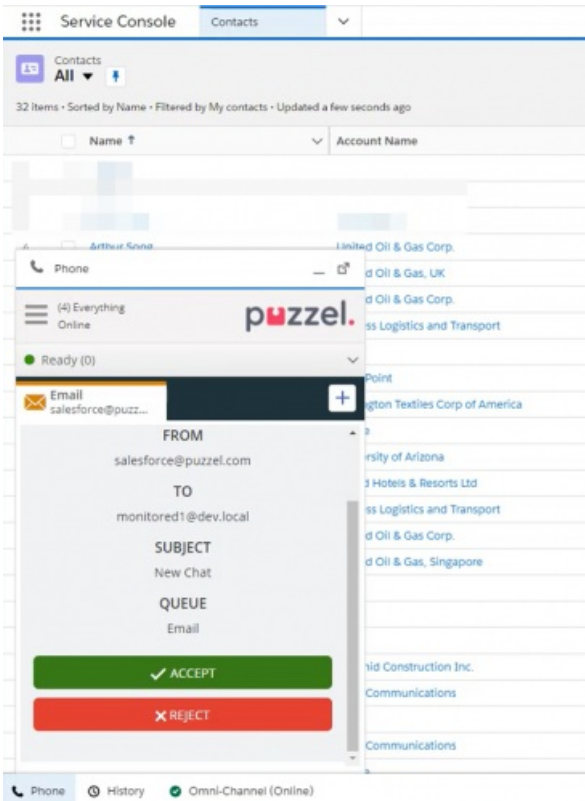 Service Console
Contacts
Contacts
All
32 items • Sorted by Name • Filtered by My contacts • Updated a few seconds ago
Name ↑
Account Name
Arthur Song
United Oil & Gas Corp.
Phone
d Oil & Gas, UK
(4) Everything
Online
puzzel.
d Oil & Gas Corp.
ss Logistics and Transport
Ready (0)
Point
Email
salesforce@puzz...
gton Textiles Corp of America
FROM
salesforce@puzzel.com
rsity of Arizona
TO
d Hotels & Resorts Ltd
monitored1@dev.local
ss Logistics and Transport
SUBJECT
d Oil & Gas Corp.
New Chat
d Oil & Gas, Singapore
QUEUE
Email
ACCEPT
nid Construction Inc.
REJECT
Communications
Communications
Phone
History
Omni-Channel (Online)